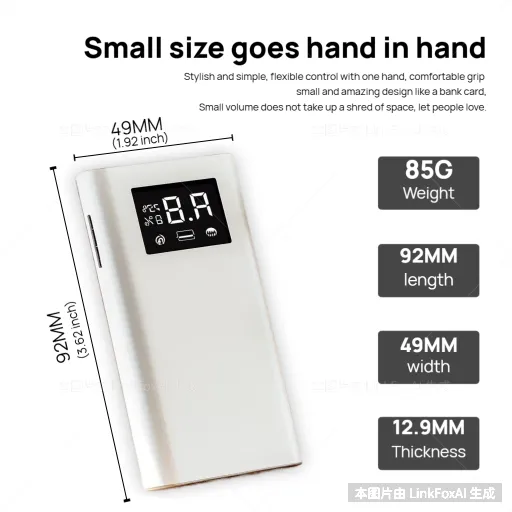 Small size goes hand in hand
Stylish and simple, flexible control with one hand, comfortable grip
small and amazing design like a bank card,
Small volume does not take up a shred of space, let people love.
49MM
(1.92 inch)
92MM
(3.62 inch)
8.A
85G
Weight
92MM
length
49MM
width
12.9MM
Thickness
本图片由 LinkFoxAI 生成